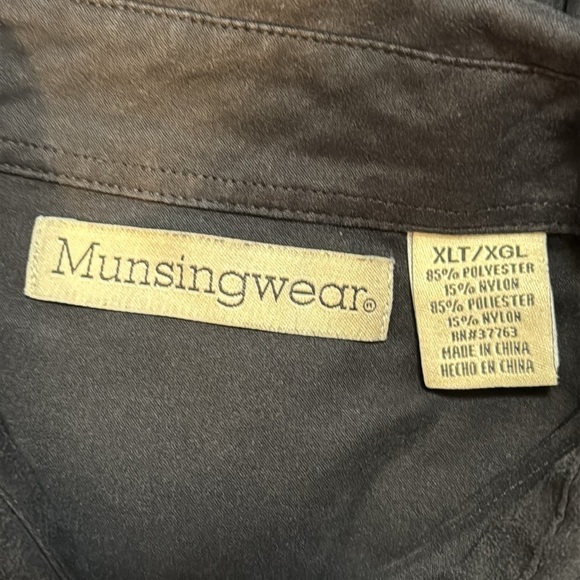 Munsingwear®
XLT/XGL
85% POLYESTER
15% NYLON
85% POLIESTER
15% NYLON
RN#37763
MADE IN CHINA
HECHO EN CHINA